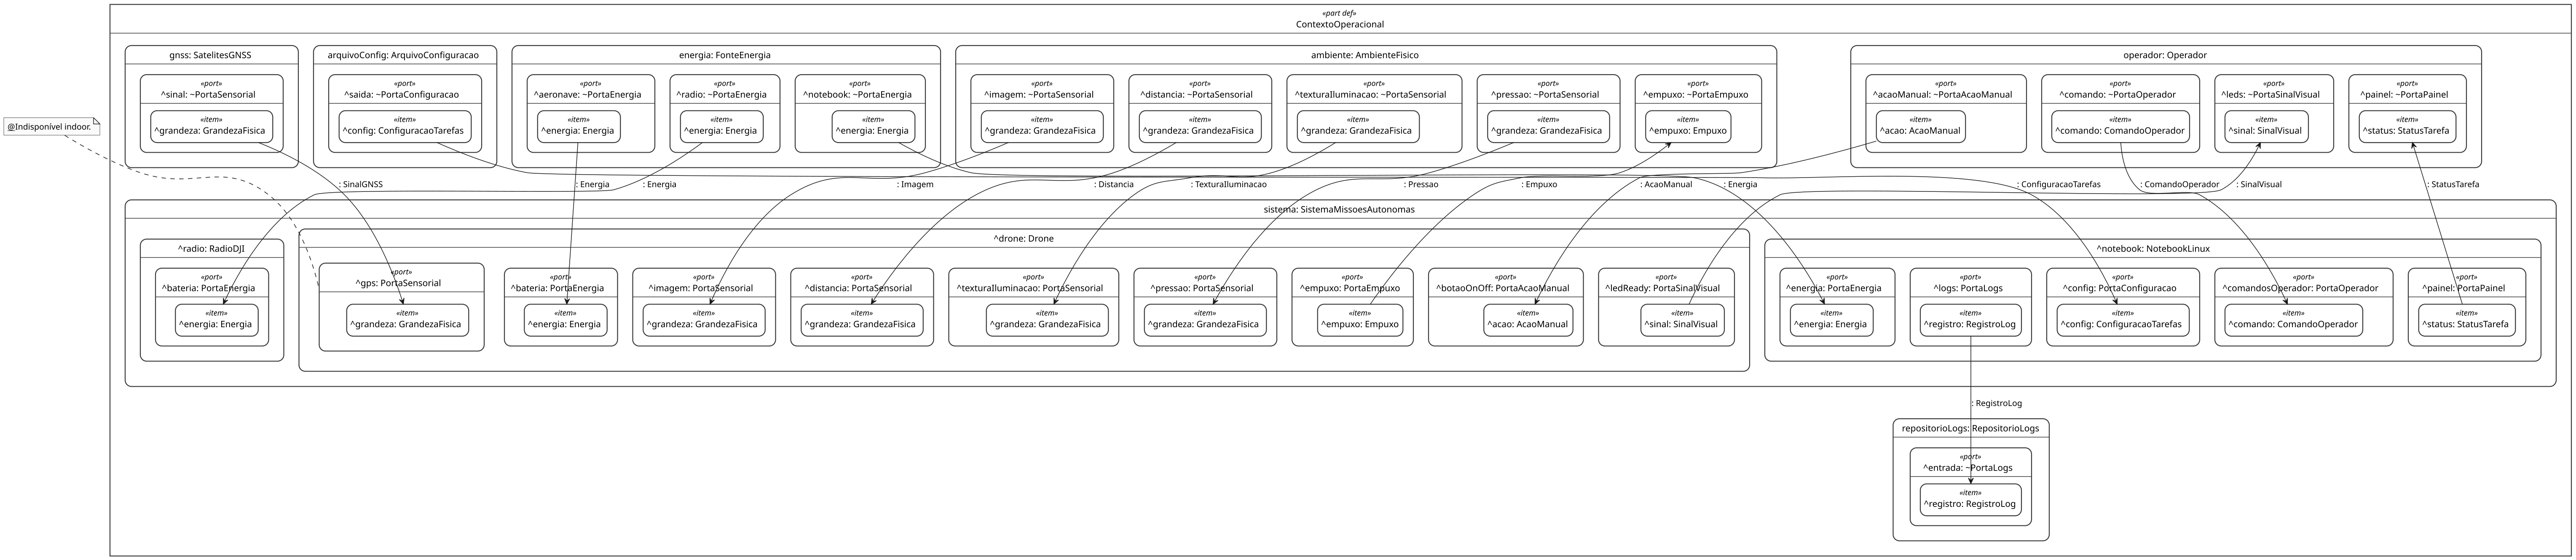 «part def»
ContextoOperacional
gnss: SatelitesGNSS
«port»
^sinal: ~PortaSensorial
«item»
^grandeza: GrandezaFisica
arquivoConfig: ArquivoConfiguracao
«port»
^saida: ~PortaConfiguracao
«item»
^config: ConfiguracaoTarefas
energia: FonteEnergia
«port»
^aeronave: ~PortaEnergia
«item»
^energia: Energia
«port»
^radio: ~PortaEnergia
«item»
^energia: Energia
«port»
^notebook: ~PortaEnergia
«item»
^energia: Energia
ambiente: AmbienteFisico
«port»
^imagem: ~PortaSensorial
«item»
^grandeza: GrandezaFisica
«port»
^distancia: ~PortaSensorial
«item»
^grandeza: GrandezaFisica
«port»
^texturaIluminacao: ~PortaSensorial
«item»
^grandeza: GrandezaFisica
«port»
^pressao: ~PortaSensorial
«item»
^grandeza: GrandezaFisica
«port»
^empuxo: ~PortaEmpuxo
«item»
^empuxo: Empuxo
operador: Operador
«port»
^acaoManual: ~PortaAcaoManual
«item»
^acao: AcaoManual
«port»
^comando: ~PortaOperador
«item»
^comando: ComandoOperador
«port»
^leds: ~PortaSinalVisual
«item»
^sinal: SinalVisual
«port»
^painel: ~PortaPainel
«item»
^status: StatusTarefa
@Indisponível indoor.
: SinalGNSS
: Energia
: Energia
: Imagem
: Distancia
: TexturaIluminacao
: Pressao
: Empuxo
: AcaoManual
: Energia
: ConfiguracaoTarefas
: ComandoOperador
: SinalVisual
: StatusTarefa
sistema: SistemaMissoesAutonomas
^radio: RadioDJI
«port»
^bateria: PortaEnergia
«item»
^energia: Energia
^drone: Drone
«port»
^gps: PortaSensorial
«item»
^grandeza: GrandezaFisica
«port»
^bateria: PortaEnergia
«item»
^energia: Energia
«port»
^imagem: PortaSensorial
«item»
^grandeza: GrandezaFisica
«port»
^distancia: PortaSensorial
«item»
^grandeza: GrandezaFisica
«port»
^texturaIluminacao: PortaSensorial
«item»
^grandeza: GrandezaFisica
«port»
^pressao: PortaSensorial
«item»
^grandeza: GrandezaFisica
«port»
^empuxo: PortaEmpuxo
«item»
^empuxo: Empuxo
«port»
^botaoOnOff: PortaAcaoManual
«item»
^acao: AcaoManual
«port»
^ledReady: PortaSinalVisual
«item»
^sinal: SinalVisual
^notebook: NotebookLinux
«port»
^energia: PortaEnergia
«item»
^energia: Energia
«port»
^logs: PortaLogs
«item»
^registro: RegistroLog
«port»
^config: PortaConfiguracao
«item»
^config: ConfiguracaoTarefas
«port»
^comandosOperador: PortaOperador
«item»
^comando: ComandoOperador
«port»
^painel: PortaPainel
«item»
^status: StatusTarefa
: RegistroLog
repositorioLogs: RepositorioLogs
«port»
^entrada: ~PortaLogs
«item»
^registro: RegistroLog